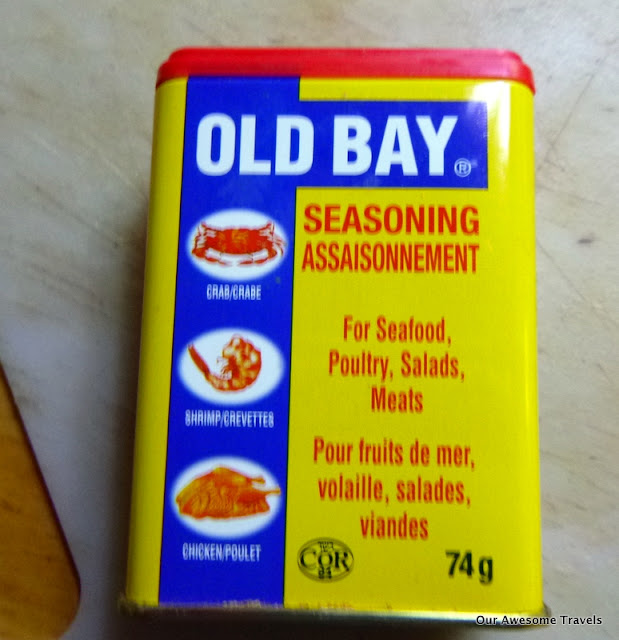 OLD BAY®
SEASONING
ASSAISONNEMENT
CRAB/CRABE
For Seafood,
Poultry, Salads,
Meats
SHRIMP/CREVETTES
Pour fruits de mer,
volaille, salades,
viandes
CHICKEN/POULET
COR
74g
Our Awesome Travels